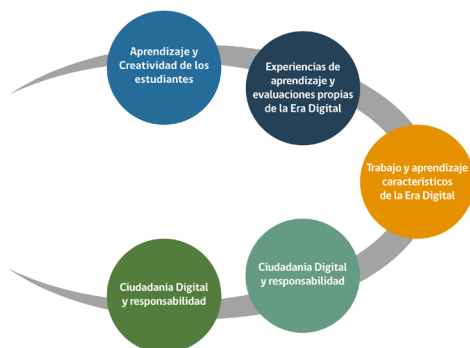 Aprendizaje y
Creatividad de los
estudiantes
Experiencias de
aprendizaje y
evaluaciones propias
de la Era Digital
Trabajo y aprendizaje
característicos
de la Era Digital
Ciudadania Digital
y responsabilidad
Ciudadania Digital
y responsabilidad